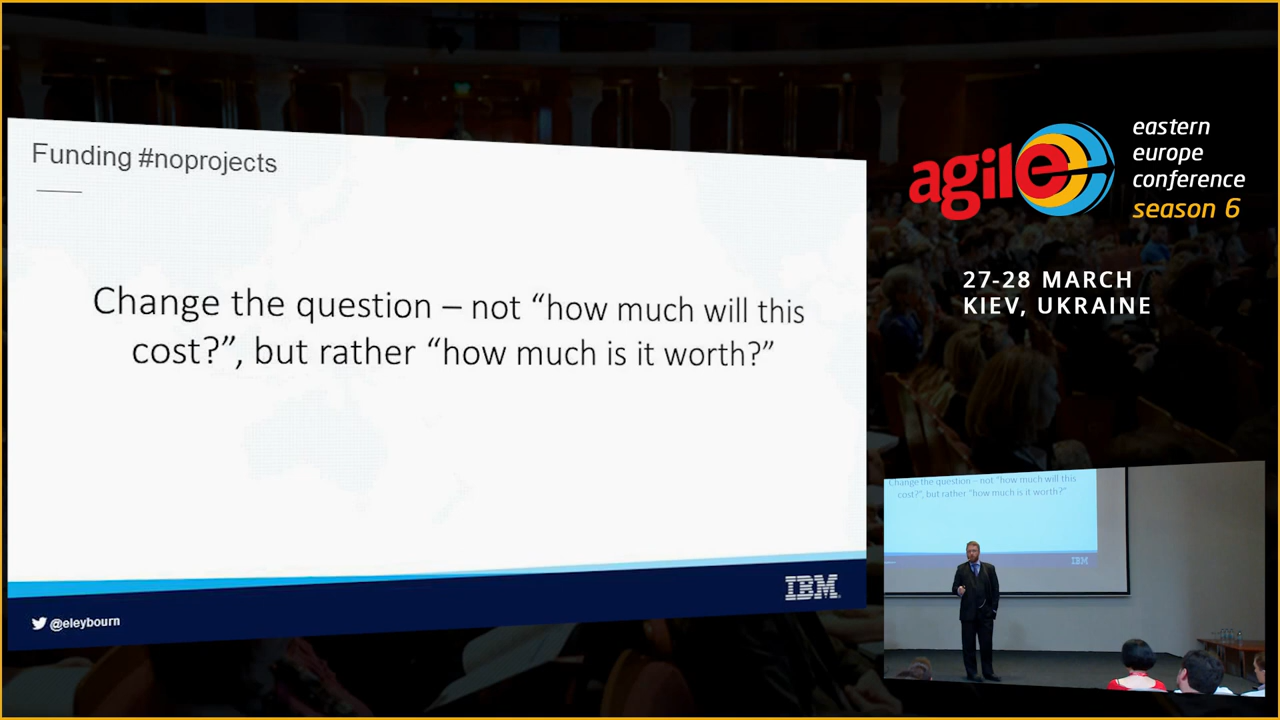 Funding #noprojects
Change the question – not “how much will this
cost?”, but rather “how much is it worth?”
IBM
@eleybourn
agile
eastern
europe
conference
season 6
27-28 MARCH
KIEV, UKRAINE
Change the question – not “how much will this
cost?”, but rather “how much is it worth?”
IBM